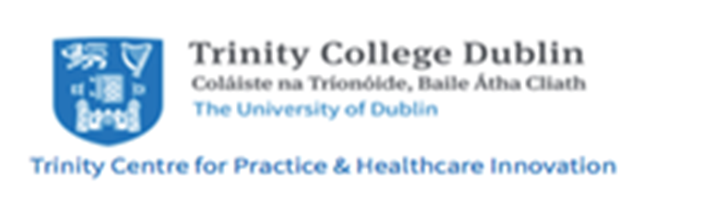 Trinity College Dublin
Coláiste na Tríonóide, Baile Átha Cliath
The University of Dublin
Trinity Centre for Practice & Healthcare Innovation